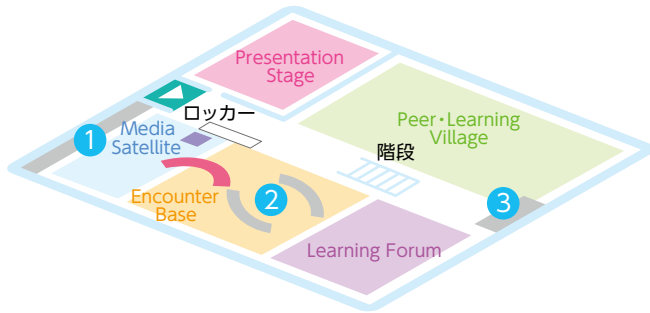 Presentation
Stage
ロッカー
1
Media
Satellite
Peer・Learning
Village
階段
Encounter
Base
2
3
Learning Forum